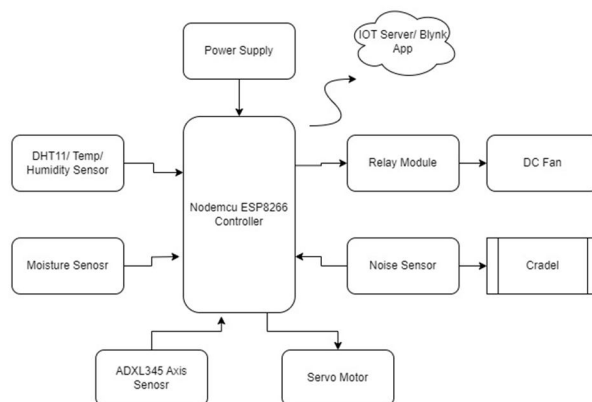 IOT Server/ Blynk
App
Power Supply
DHT11/ Temp/
Humidity Sensor
Nodemcu ESP8266
Controller
Relay Module
DC Fan
Moisture Senosr
Noise Sensor
Cradel
ADXL345 Axis
Senosr
Servo Motor